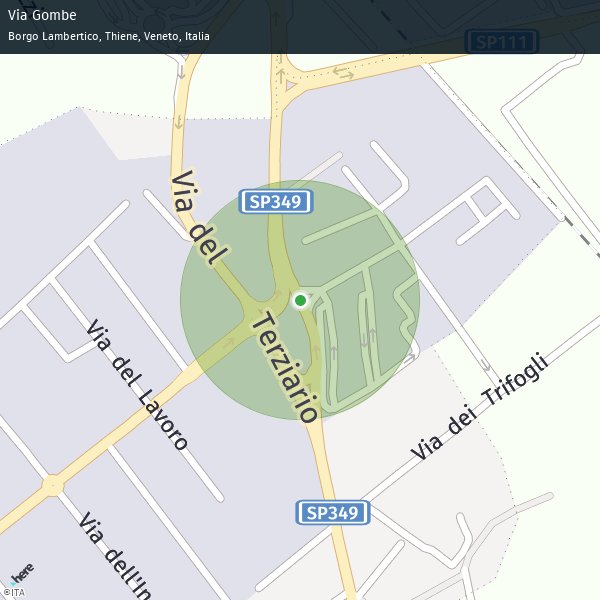 Via Gombe
Borgo Lambertico, Thiene, Veneto, Italia
SP111
SP349
Via del
Terziario
Via del Lavoro
Via dei Trifogli
SP349
Via dell'In
here
©ITA